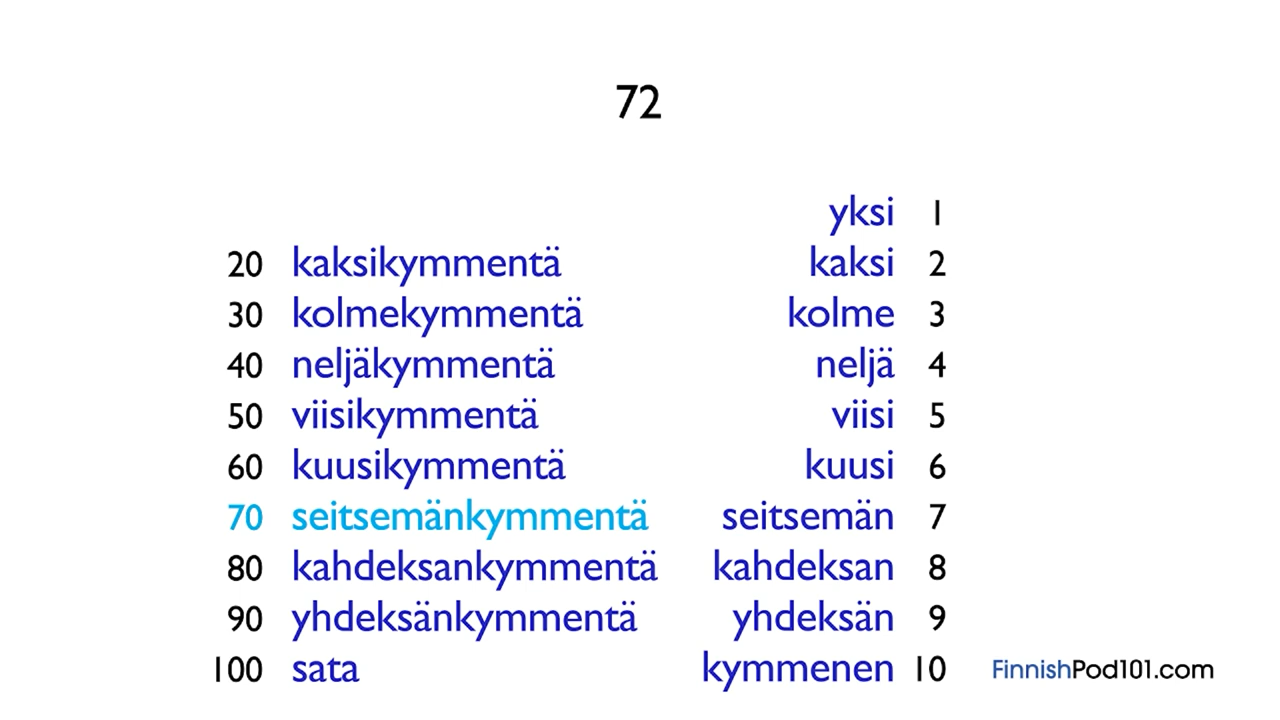 72
yksi 1
20 kaksikymmentä kaksi 2
30 kolmekymmentä kolme 3
40 neljäkymmentä neljä 4
50 viisikymmentä viisi 5
60 kuusikymmentä kuusi 6
70 seitsemänkymmentä seitsemän 7
80 kahdeksankymmentä kahdeksan 8
90 yhdeksänkymmentä yhdeksän 9
100 sata kymmenen 10
FinnishPod101.com